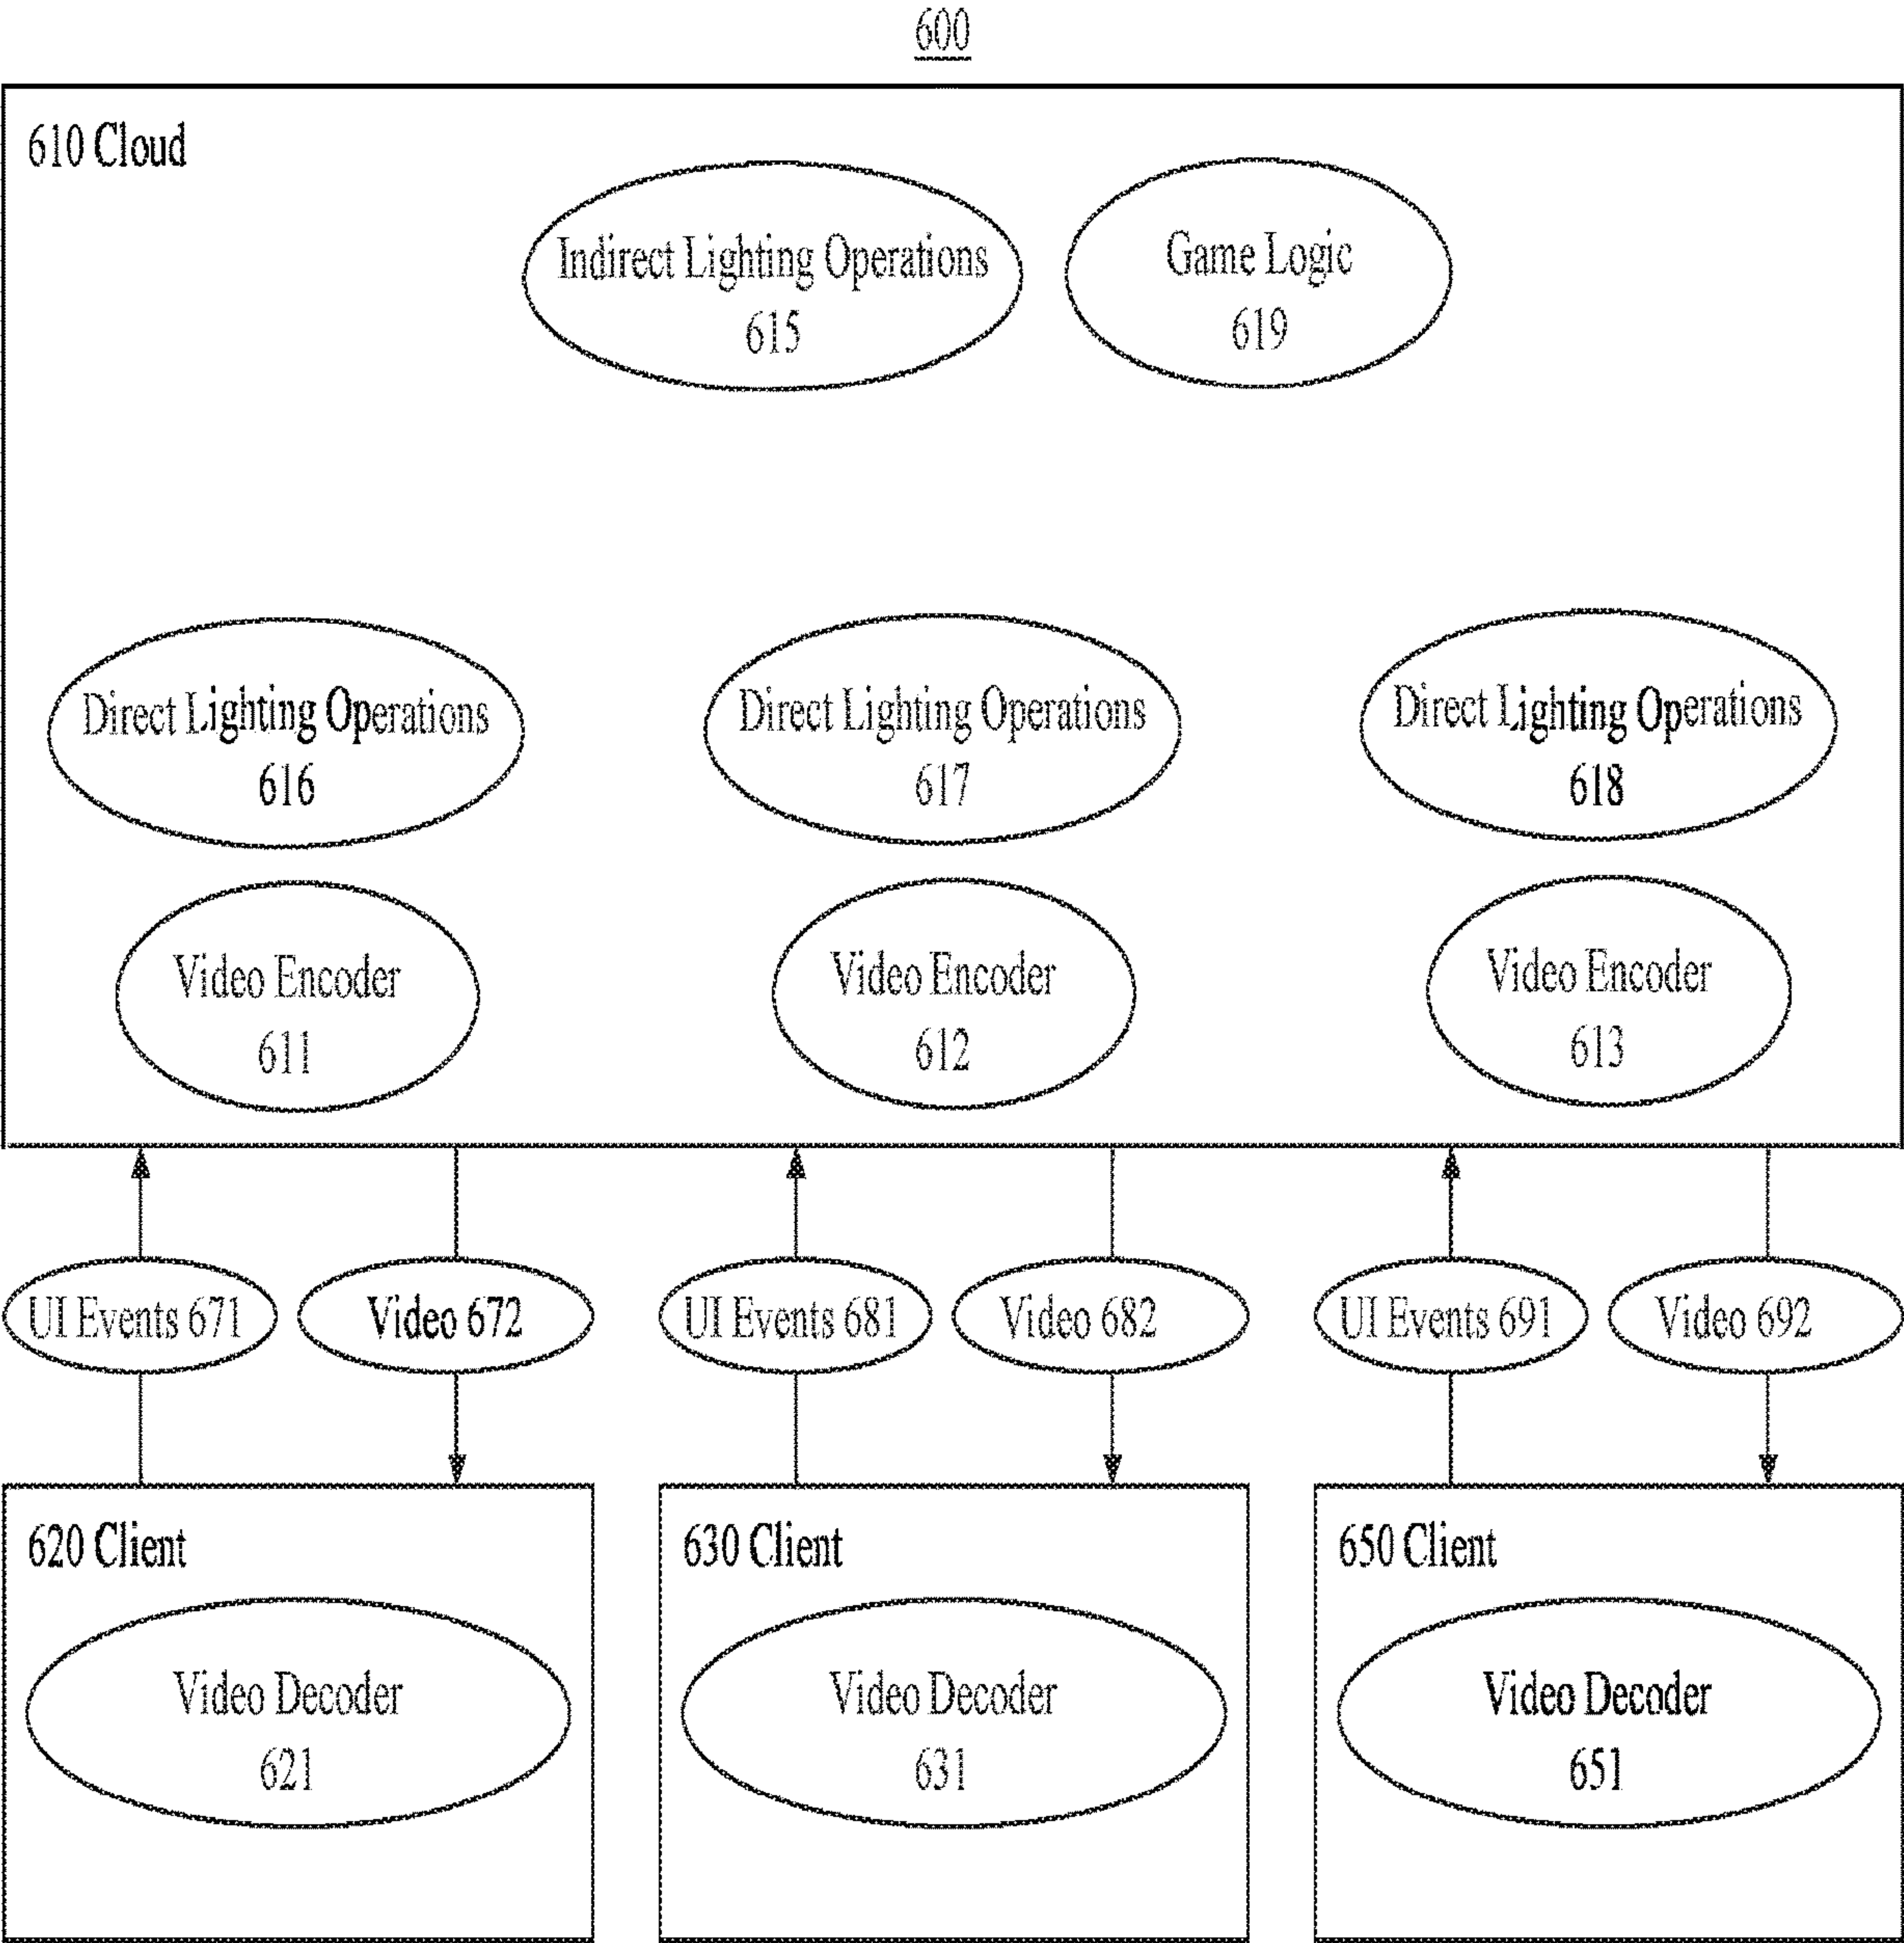 600
610 Cloud
Indirect Lighting Operations
615
Game Logic
619
Direct Lighting Operations
616
Direct Lighting Operations
617
Direct Lighting Operations
618
Video Encoder
611
Video Encoder
612
Video Encoder
613
UI Events 671
Video 672
UI Events 681
Video 682
UI Events 691
Video 692
620 Client
Video Decoder
621
630 Client
Video Decoder
631
650 Client
Video Decoder
651